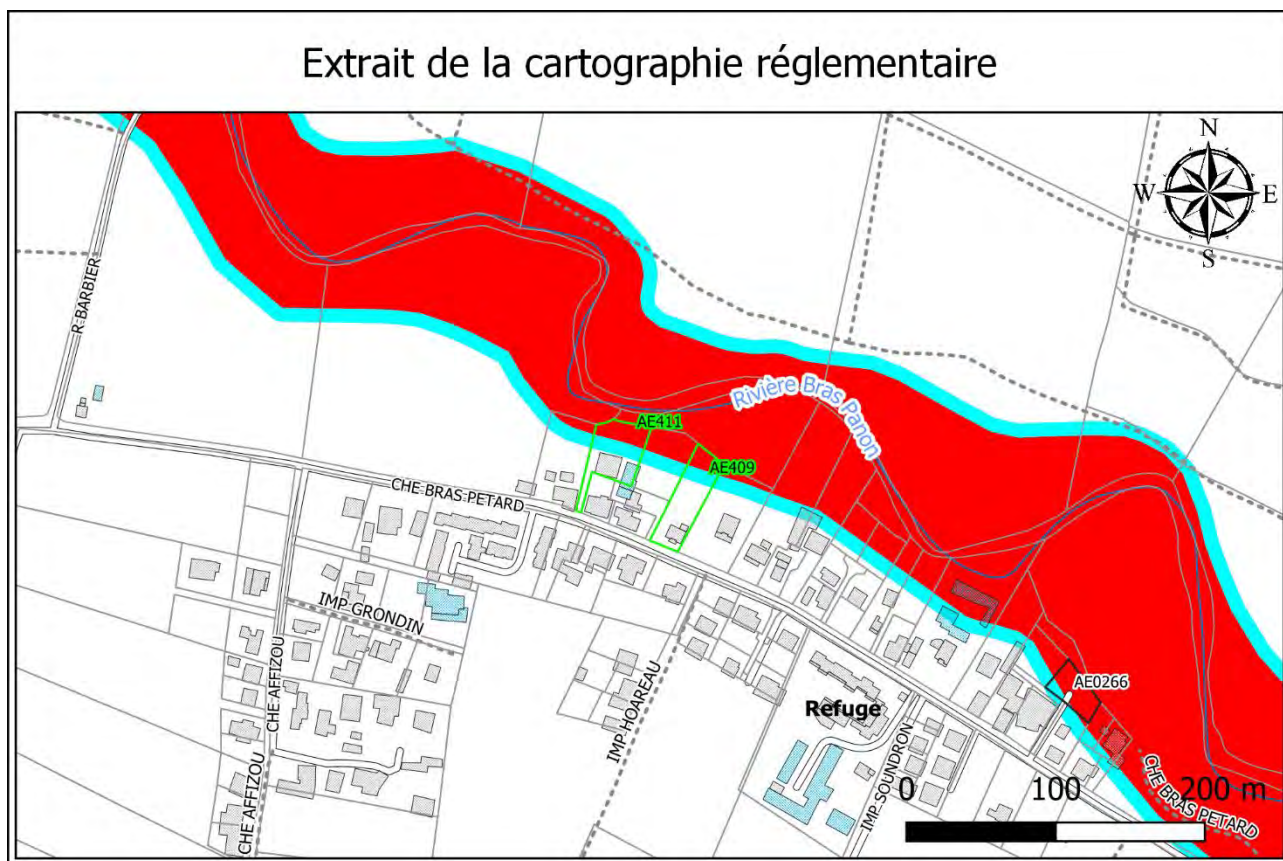 Extrait de la cartographie réglementaire
N
W
E
S
R BARBIER
Rivière Bras Panon
AE411
AE409
CHE BRAS PETARD
IMP GRONDIN
CHE AFFIZOU
IMP HOAREAU
AE0266
Refuge
CHE AFFIZOU
IMP SOUNDRON
CHE BRAS PETARD
0 100 200 m